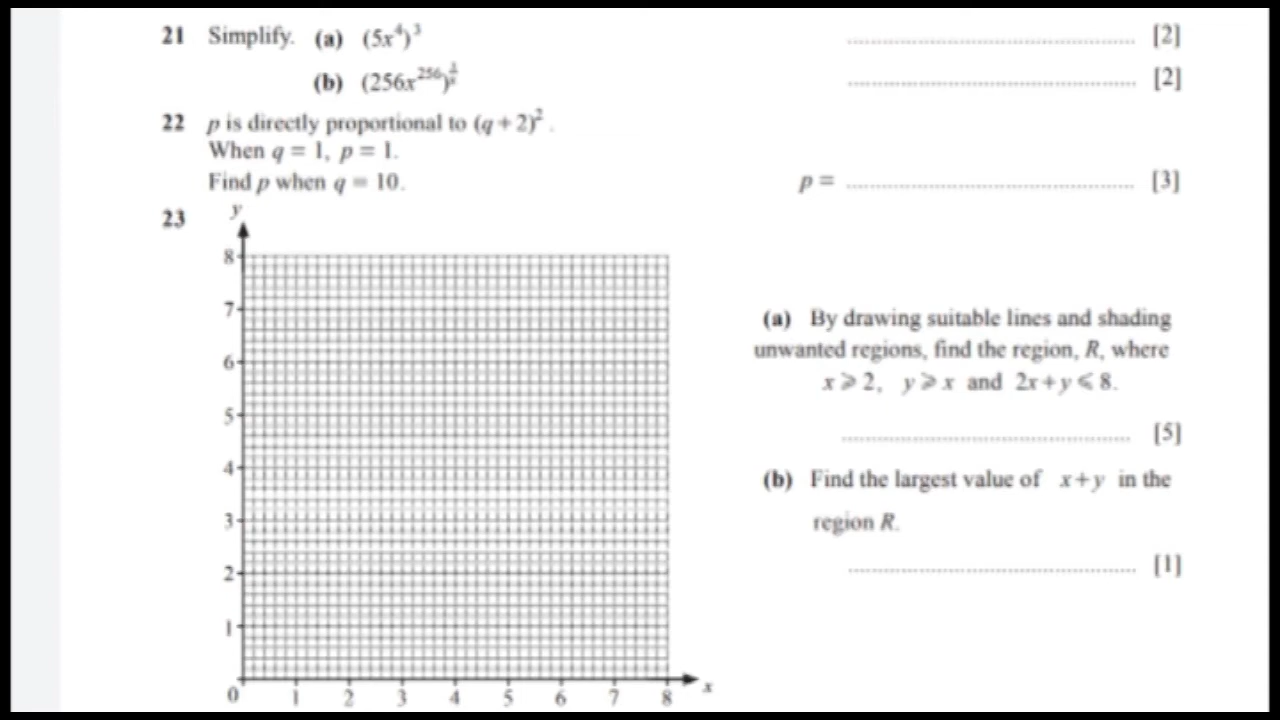 21 Simplify. (a) (5x⁴)³ [2]
(b) (256x²⁵⁶) [2]
22 p is directly proportional to (q + 2)² .
When q = 1, p = 1.
Find p when q = 10. p = [3]
23 y
8
7
6
5
4
3
2
1
0 1 2 3 4 5 6 7 8 x
(a) By drawing suitable lines and shading
unwanted regions, find the region, R, where
x ⩾ 2, y ⩾ x and 2x + y ⩽ 8.
[5]
(b) Find the largest value of x + y in the
region R.
[1]